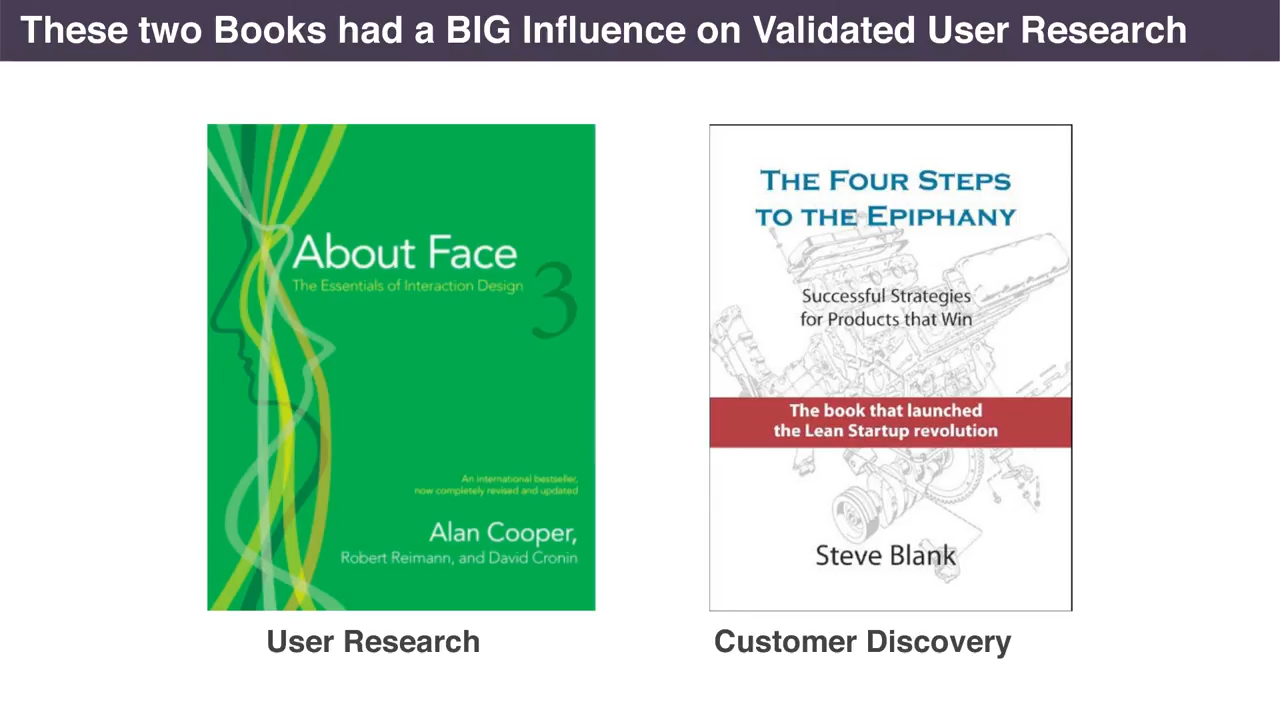 These two Books had a BIG Influence on Validated User Research
About Face
The Essentials of Interaction Design
3
An international bestseller,
now completely revised and updated
Alan Cooper,
Robert Reimann, and David Cronin
User Research
THE FOUR STEPS
TO THE EPIPHANY
Successful Strategies
for Products that Win
The book that launched
the Lean Startup revolution
Steve Blank
Customer Discovery